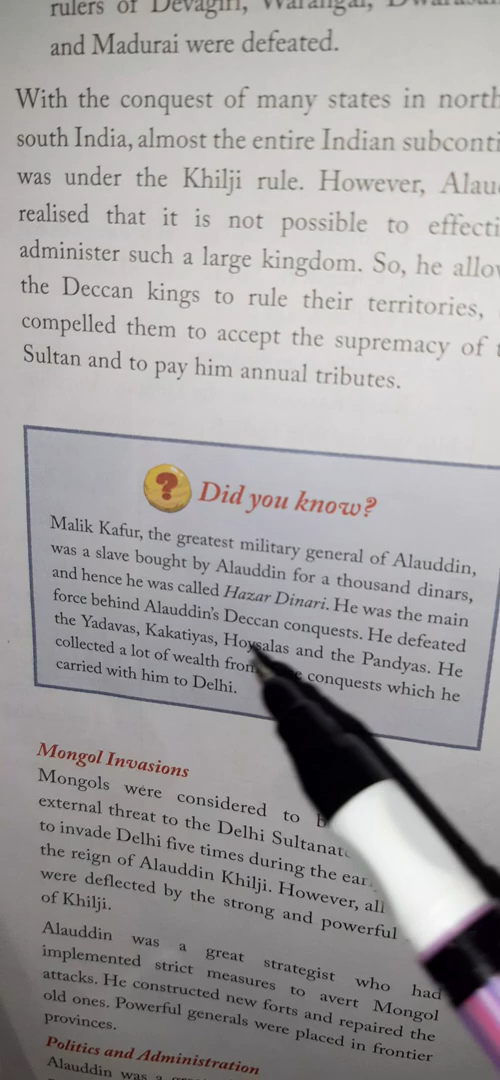 rulers of Devagiri, Warangal,
and Madurai were defeated.
With the conquest of many states in
south India, almost the entire Indian
was under the Khilji rule. However,
realised that it is not possible to
administer such a large kingdom. So, he
the Deccan kings to rule their territories,
compelled them to accept the supremacy of
Sultan and to pay him annual tributes.
? Did you know?
Malik Kafur, the greatest military general of Alauddin,
was a slave bought by Alauddin for a thousand dinars,
and hence he was called Hazar Dinari. He was the main
force behind Alauddin's Deccan conquests. He defeated
the Yadavas, Kakatiyas, Hoysalas and the Pandyas. He
collected a lot of wealth from conquests which he
carried with him to Delhi.
Mongol Invasions
Mongols were considered to
external threat to the Delhi
to invade Delhi five times during the
the reign of Alauddin Khilji. However, all
were deflected by the strong and powerful
of Khilji.
Alauddin was a great strategist who had
implemented strict measures to avert Mongol
attacks. He constructed new forts and repaired the
old ones. Powerful generals were placed in frontier
provinces.
Politics and Administration
Alauddin was a